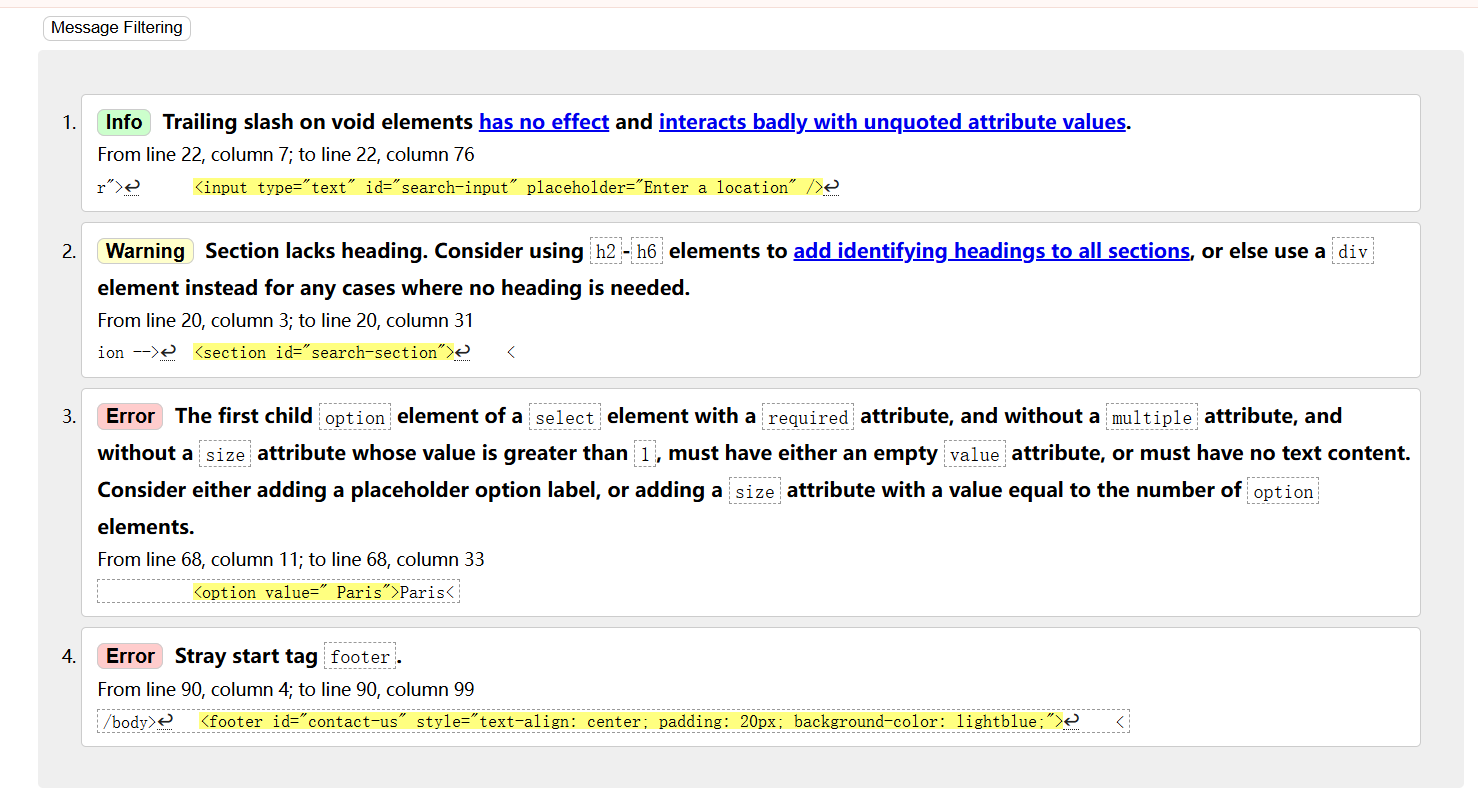 Message Filtering
1. Info Trailing slash on void elements has no effect and interacts badly with unquoted attribute values.
From line 22, column 7; to line 22, column 76
r">↩ <input type="text" id="search-input" placeholder="Enter a location" />↩
2. Warning Section lacks heading. Consider using h2-h6 elements to add identifying headings to all sections, or else use a div
element instead for any cases where no heading is needed.
From line 20, column 3; to line 20, column 31
ion -->↩ <section id="search-section">↩ <
3. Error The first child option element of a select element with a required attribute, and without a multiple attribute, and
without a size attribute whose value is greater than 1, must have either an empty value attribute, or must have no text content.
Consider either adding a placeholder option label, or adding a size attribute with a value equal to the number of option
elements.
From line 68, column 11; to line 68, column 33
<option value=" Paris">Paris<
4. Error Stray start tag footer.
From line 90, column 4; to line 90, column 99
/body>↩ <footer id="contact-us" style="text-align: center; padding: 20px; background-color: lightblue;">↩ <